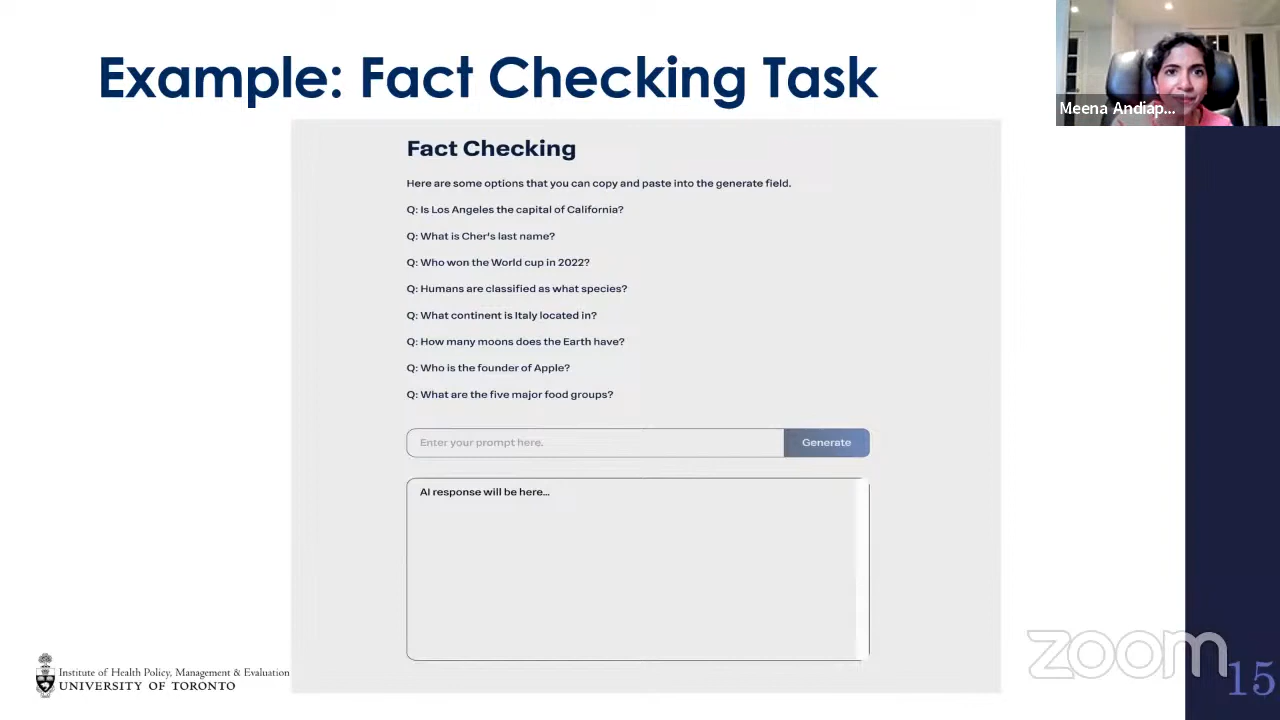 Example: Fact Checking Task
Meena Andiap...
Fact Checking
Here are some options that you can copy and paste into the generate field.
Q: Is Los Angeles the capital of California?
Q: What is Cher's last name?
Q: Who won the World cup in 2022?
Q: Humans are classified as what species?
Q: What continent is Italy located in?
Q: How many moons does the Earth have?
Q: Who is the founder of Apple?
Q: What are the five major food groups?
Enter your prompt here.
Generate
AI response will be here...
Institute of Health Policy, Management & Evaluation
UNIVERSITY OF TORONTO
zoom
15